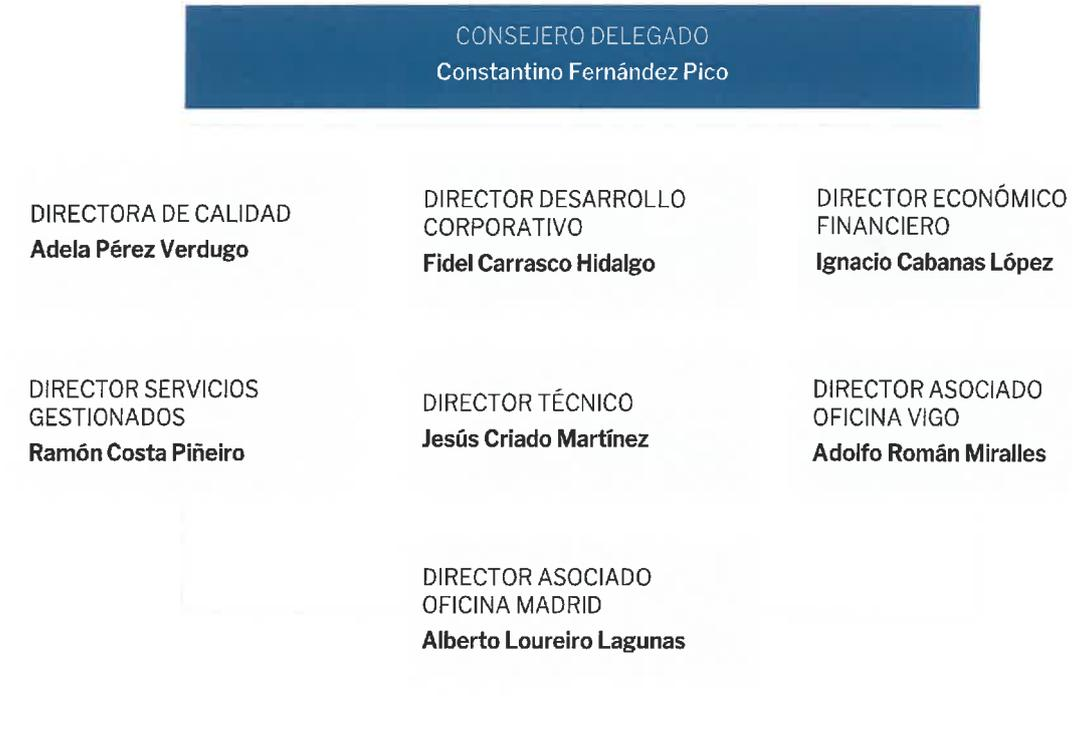 CONSEJERO DELEGADO
Constantino Fernández Pico
DIRECTORA DE CALIDAD
Adela Pérez Verdugo
DIRECTOR DESARROLLO
CORPORATIVO
Fidel Carrasco Hidalgo
DIRECTOR ECONÓMICO
FINANCIERO
Ignacio Cabanas López
DIRECTOR SERVICIOS
GESTIONADOS
Ramón Costa Piñeiro
DIRECTOR TÉCNICO
Jesús Criado Martínez
DIRECTOR ASOCIADO
OFICINA VIGO
Adolfo Román Miralles
DIRECTOR ASOCIADO
OFICINA MADRID
Alberto Loureiro Lagunas